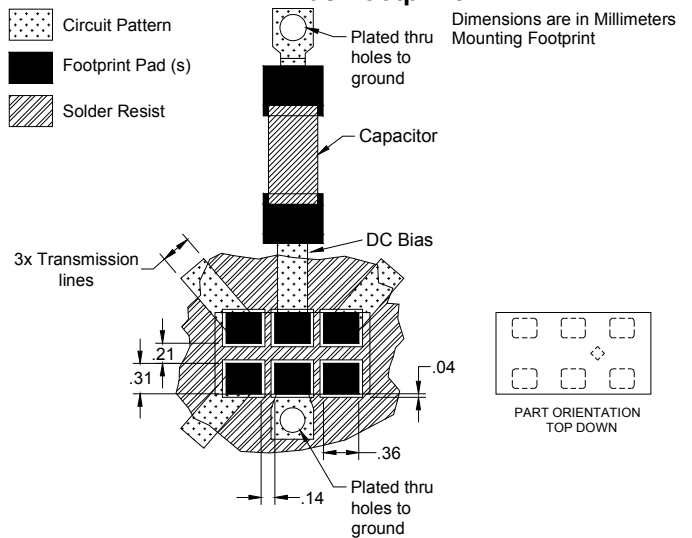 Circuit Pattern
Footprint Pad (s)
Solder Resist
Dimensions are in Millimeters
Mounting Footprint
Plated thru
holes to
ground
Capacitor
DC Bias
3x Transmission
lines
.21
.31
.04
.36
.14
Plated thru
holes to
ground
PART ORIENTATION
TOP DOWN